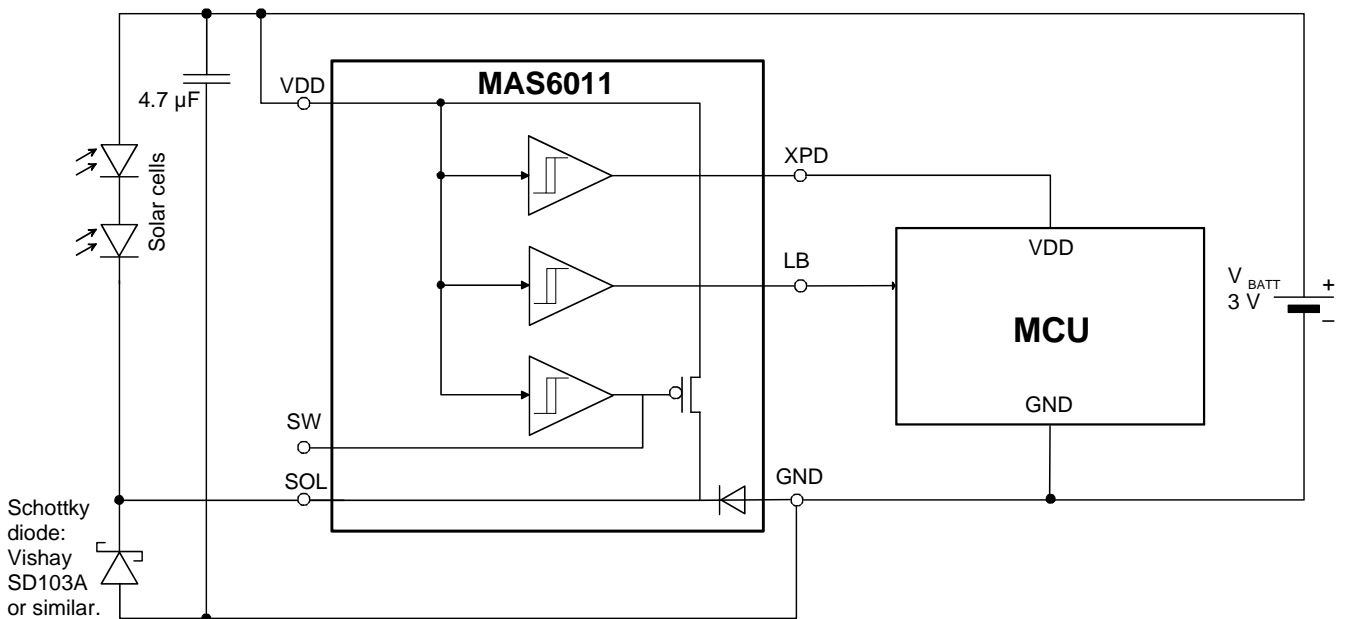 MAS6011
VDD
4.7 µF
XPD
Solar cells
VDD
LB
V BATT
3 V
+
–
MCU
GND
SW
SOL
GND
Schottky
diode:
Vishay
SD103A
or similar.